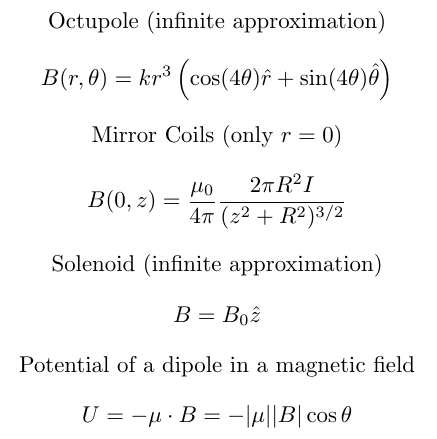 Octupole (infinite approximation)
B(r, θ) = kr³ (cos(4θ)r̂ + sin(4θ)θ̂)
Mirror Coils (only r = 0)
B(0, z) = μ₀/4π 2πR²I/(z² + R²)^{3/2}
Solenoid (infinite approximation)
B = B₀ẑ
Potential of a dipole in a magnetic field
U = −μ · B = −|μ||B| cos θ